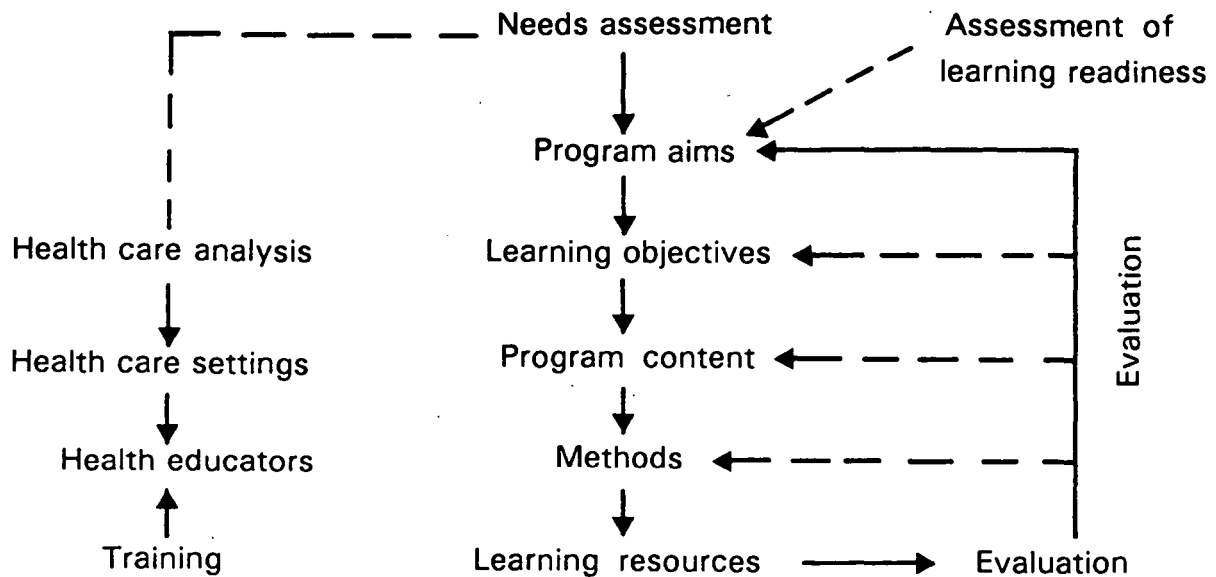 Needs assessment
Assessment of
learning readiness
Program aims
Health care analysis
Learning objectives
Evaluation
Health care settings
Program content
Health educators
Methods
Training
Learning resources
Evaluation